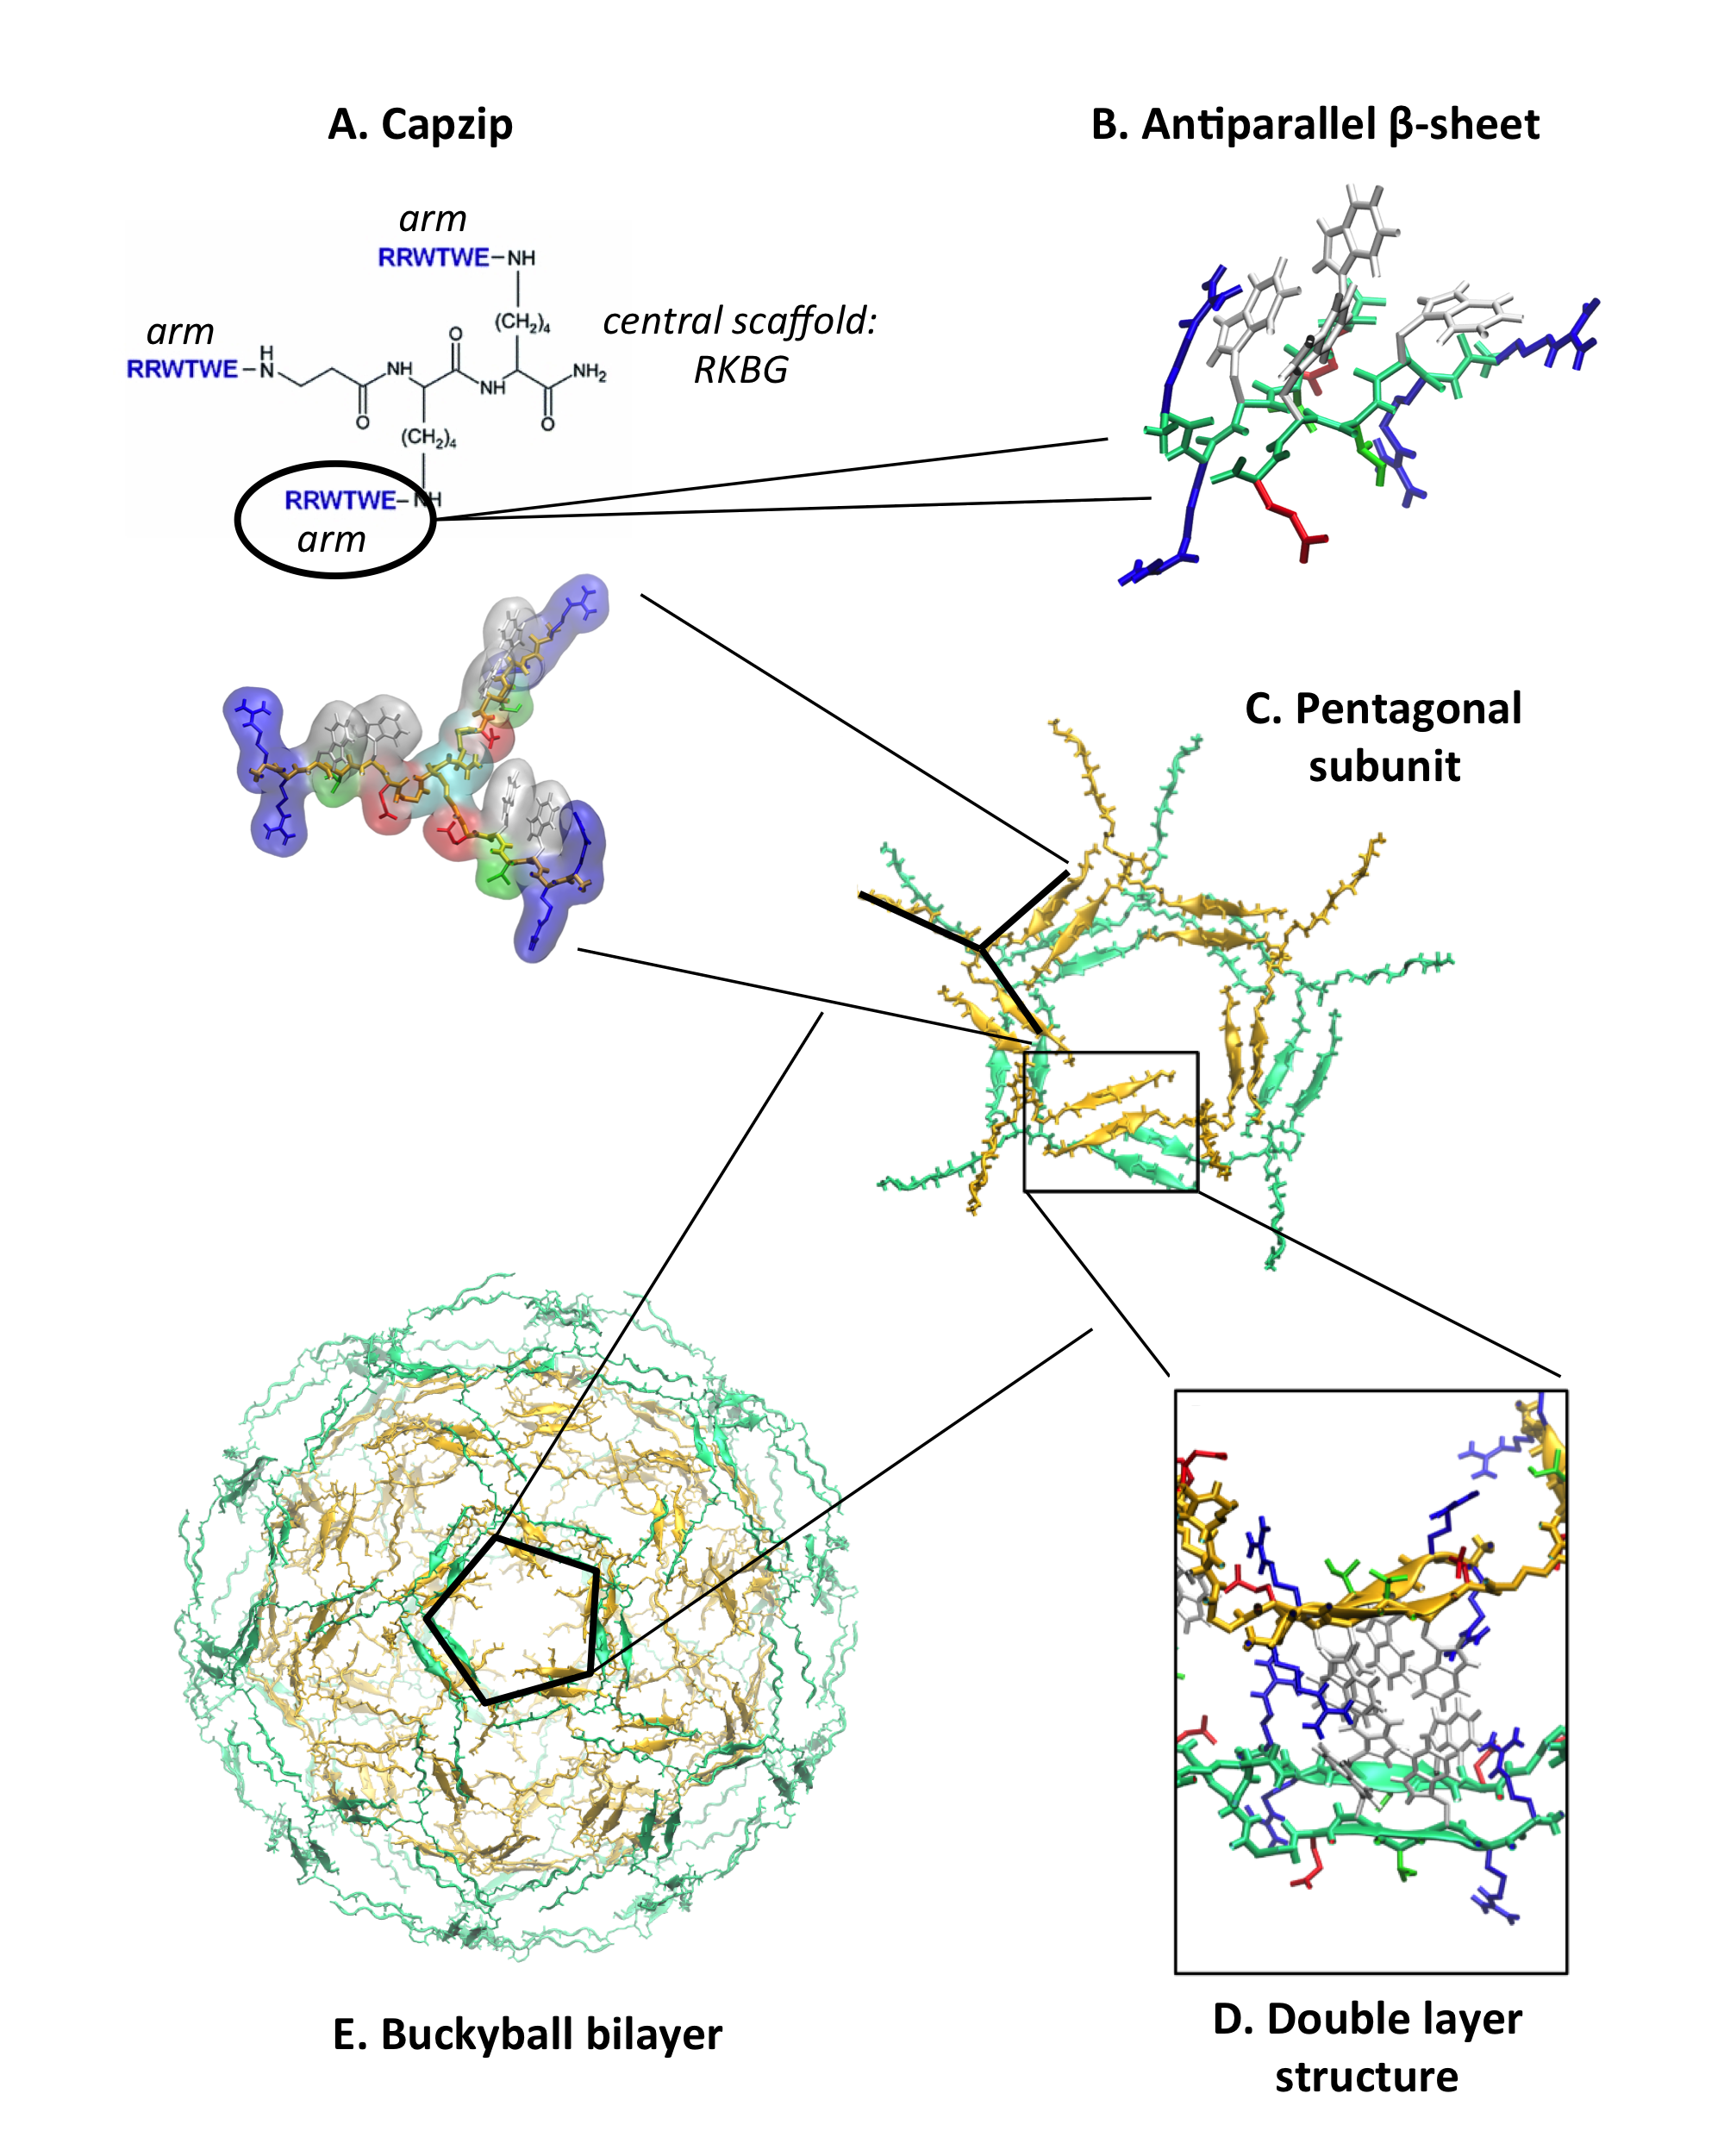 A. Capzip
B. Antiparallel β-sheet
arm
RRWTWE–NH
(CH₂)₄
central scaffold:
RKBG
arm
RRWTWE–N
H
O
NH
NH
NH₂
O
O
(CH₂)₄
RRWTWE–NH
arm
C. Pentagonal
subunit
E. Buckyball bilayer
D. Double layer
structure